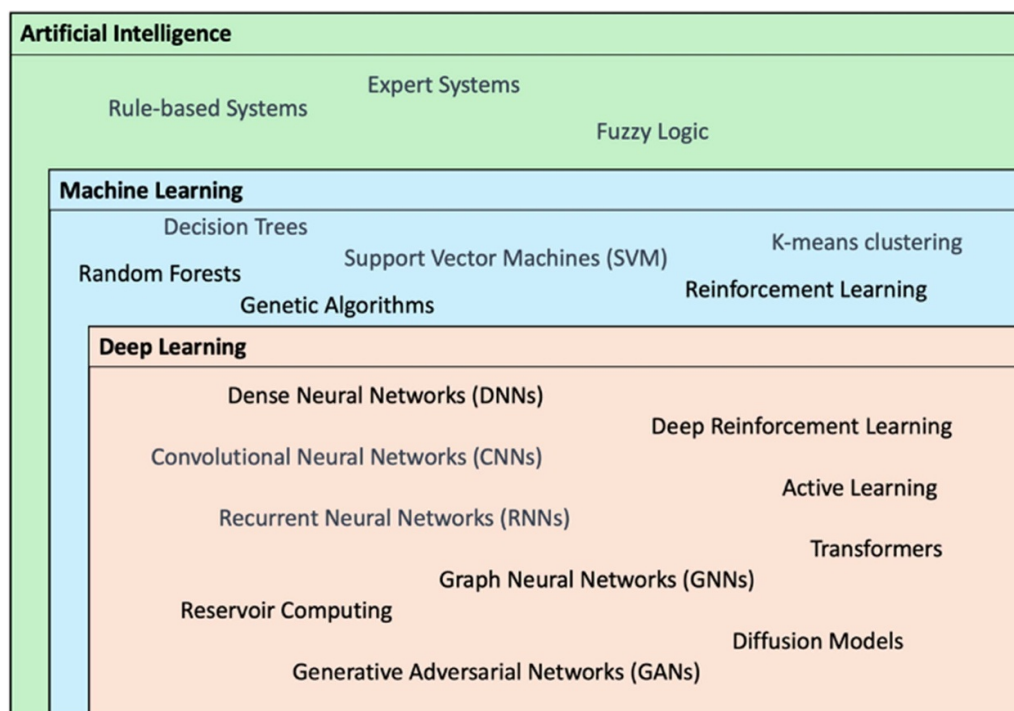 Artificial Intelligence
Expert Systems
Rule-based Systems
Fuzzy Logic
Machine Learning
Decision Trees
K-means clustering
Support Vector Machines (SVM)
Random Forests
Reinforcement Learning
Genetic Algorithms
Deep Learning
Dense Neural Networks (DNNs)
Deep Reinforcement Learning
Convolutional Neural Networks (CNNs)
Active Learning
Recurrent Neural Networks (RNNs)
Transformers
Graph Neural Networks (GNNs)
Reservoir Computing
Diffusion Models
Generative Adversarial Networks (GANs)